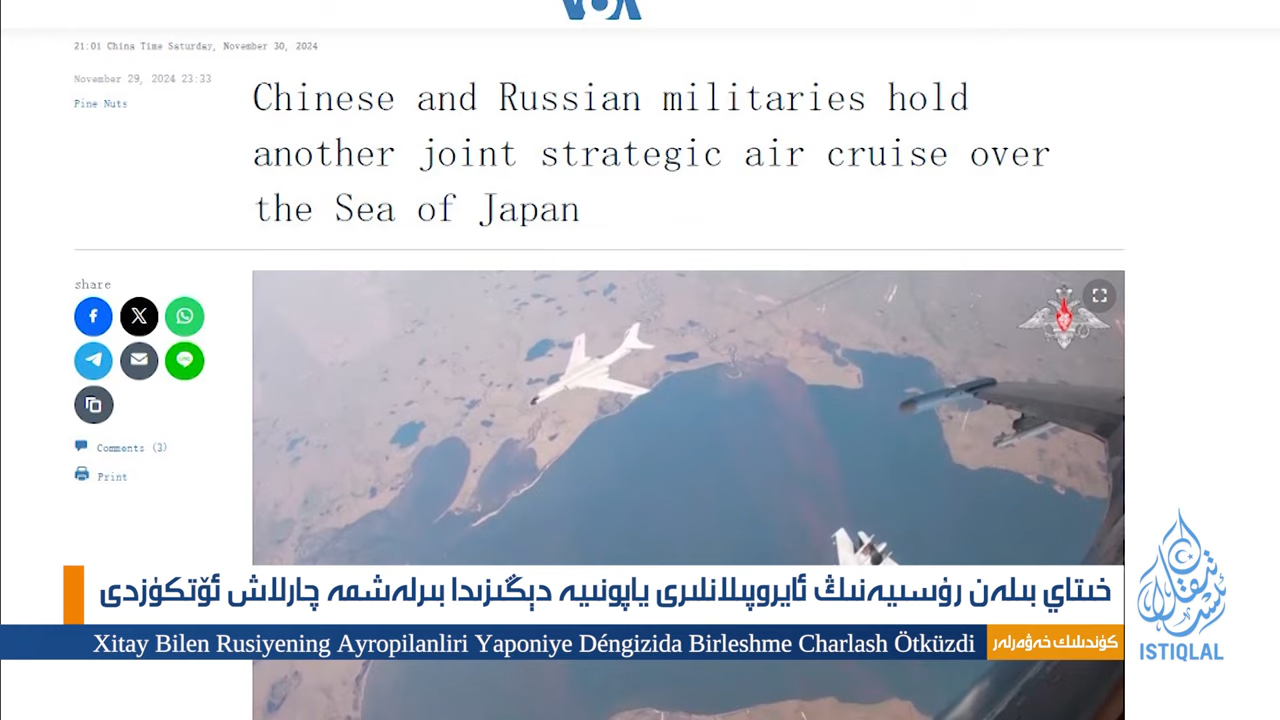 VOA
21:01 China Time Saturday, November 30, 2024
November 29, 2024 23:33
Pine Nuts
Chinese and Russian militaries hold
another joint strategic air cruise over
the Sea of Japan
share
Comments (3)
Print
خىتاي بىلەن رۇسىيەنىڭ ئايروپىلانلىرى ياپونىيە دېڭىزىدا بىرلەشمە چارلاش ئۆتكۈزدى
Xitay Bilen Rusiyening Ayropilanliri Yaponiye Déngizida Birleshme Charlash Ötküzdi
كۈندىلىك خەۋەرلەر
ئىستىقلال
ISTIQLAL